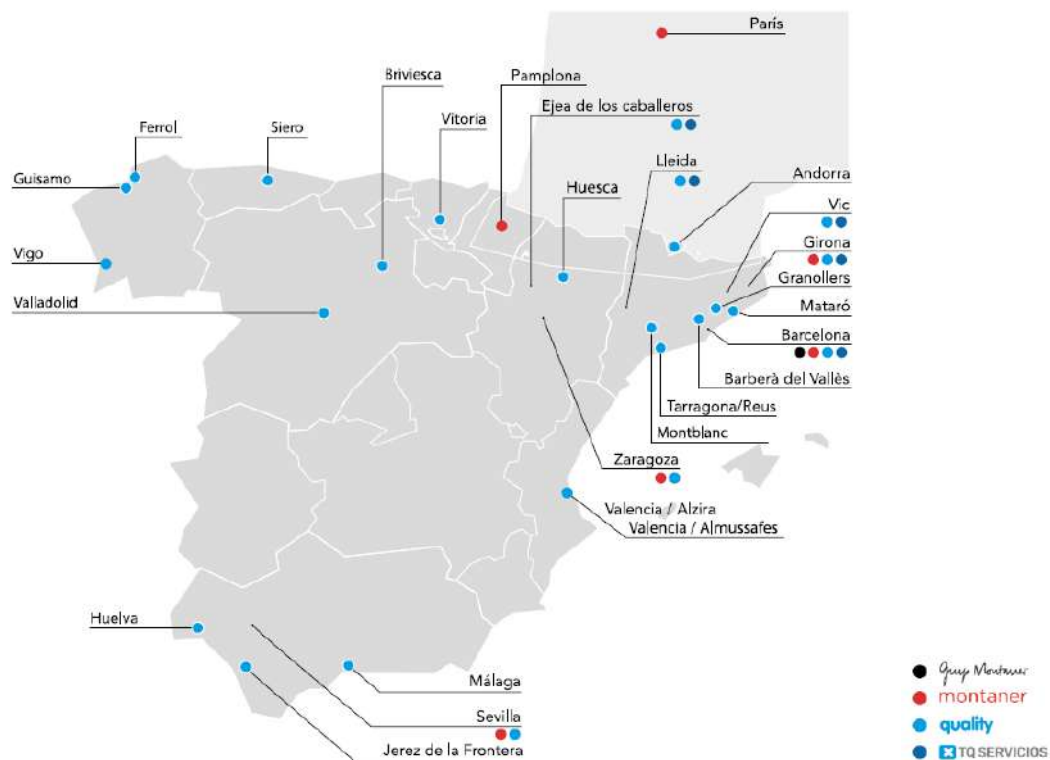 París
Briviesca
Pamplona
Ejea de los caballeros
Ferrol
Siero
Vitoria
Lleida
Andorra
Guisamo
Huesca
Vic
Girona
Vigo
Granollers
Valladolid
Mataró
Barcelona
Barberà del Vallès
Tarragona/Reus
Montblanc
Zaragoza
Valencia / Alzira
Valencia / Almussafes
Huelva
Málaga
Sevilla
Jerez de la Frontera
grup Montaner
montaner
quality
TQ SERVICIOS